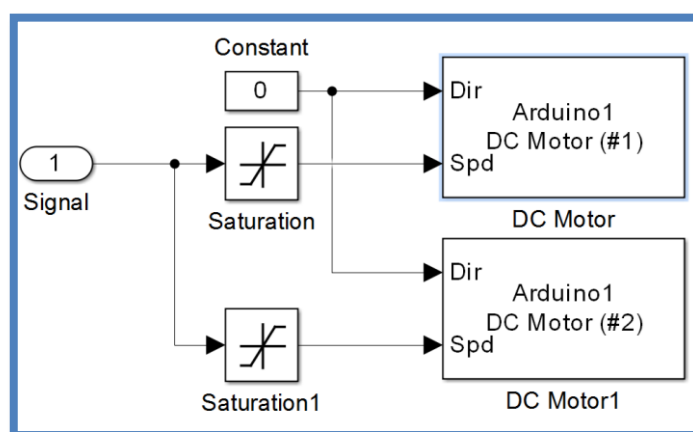 Constant
0
Dir
Arduino1
DC Motor (#1)
Spd
1
Signal
Saturation
DC Motor
Dir
Arduino1
DC Motor (#2)
Spd
Saturation1
DC Motor1